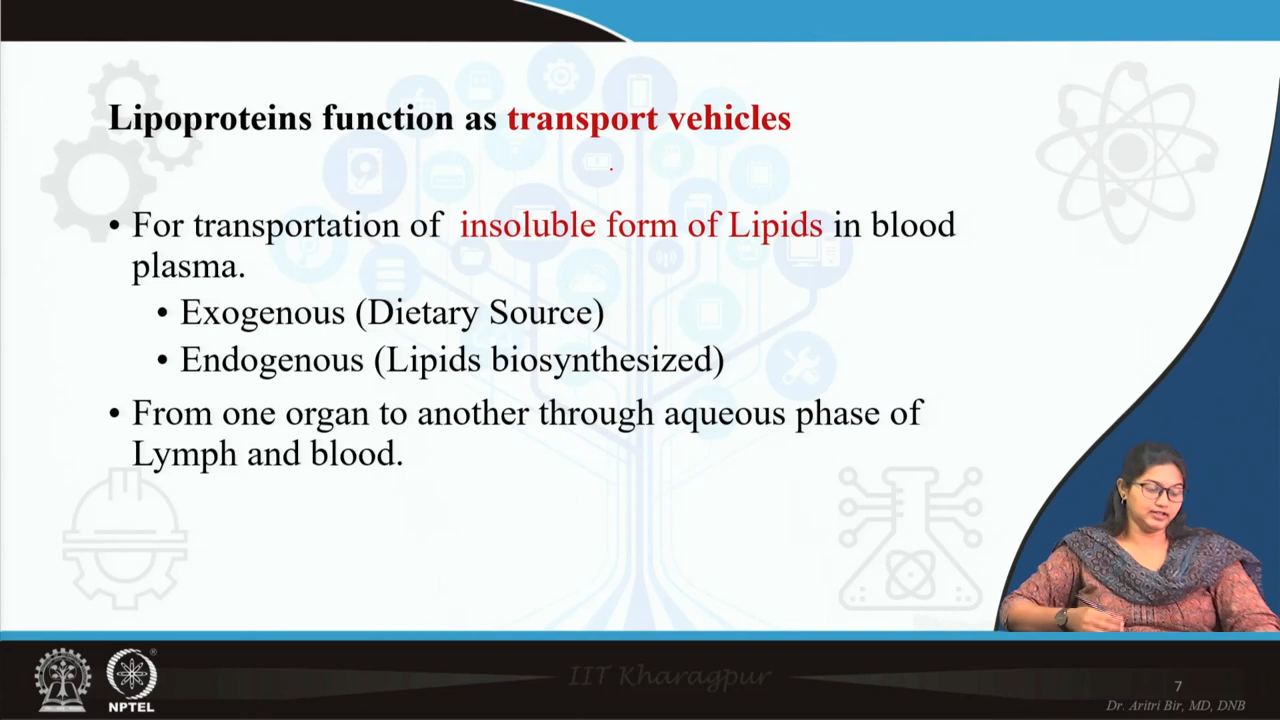 Lipoproteins function as transport vehicles
• For transportation of insoluble form of Lipids in blood
plasma.
• Exogenous (Dietary Source)
• Endogenous (Lipids biosynthesized)
• From one organ to another through aqueous phase of
Lymph and blood.
IIT Kharagpur
NPTEL
®
7
Dr. Aritri Bir, MD, DNB